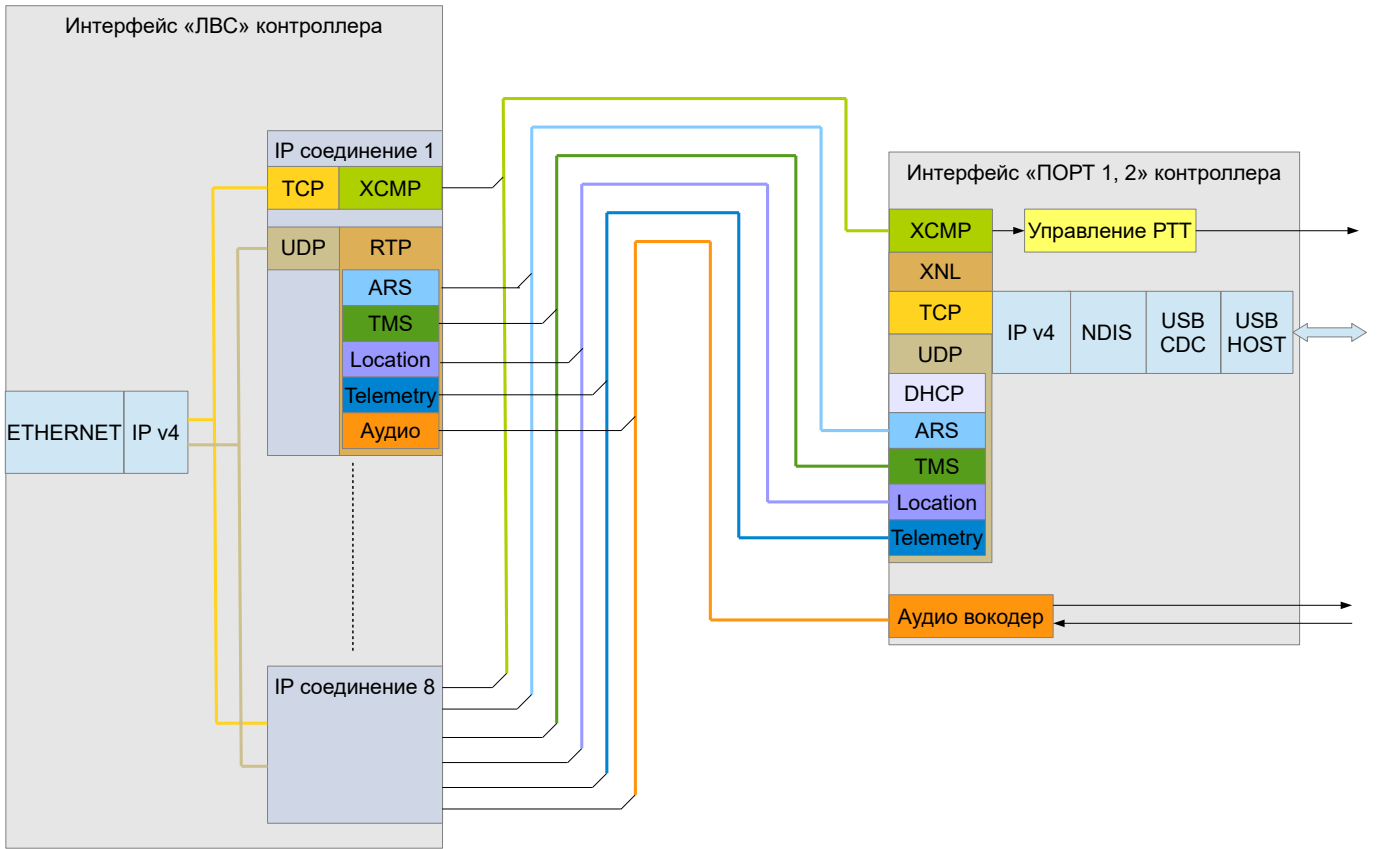 Интерфейс «ЛВС» контроллера
IP соединение 1
TCP
XCMP
UDP
RTP
ARS
TMS
Location
Telemetry
Аудио
ETHERNET
IP v4
IP соединение 8
Интерфейс «ПОРТ 1, 2» контроллера
XCMP
Управление PTT
XNL
TCP
UDP
IP v4
NDIS
USB
CDC
USB
HOST
DHCP
ARS
TMS
Location
Telemetry
Аудио вокодер